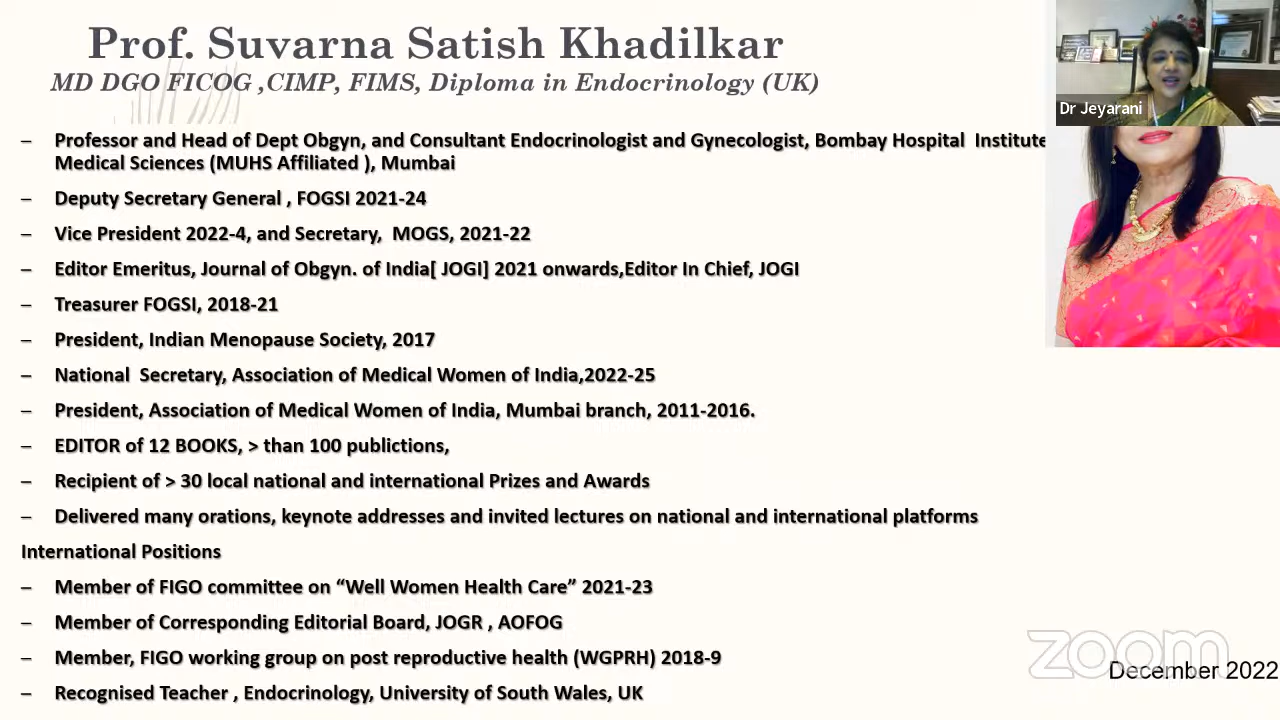 Prof. Suvarna Satish Khadilkar
MD DGO FICOG ,CIMP, FIMS, Diploma in Endocrinology (UK)
Dr Jeyarani
– Professor and Head of Dept Obgyn, and Consultant Endocrinologist and Gynecologist, Bombay Hospital Institute
Medical Sciences (MUHS Affiliated ), Mumbai
– Deputy Secretary General , FOGSI 2021-24
– Vice President 2022-4, and Secretary, MOGS, 2021-22
– Editor Emeritus, Journal of Obgyn. of India[ JOGI] 2021 onwards,Editor In Chief, JOGI
– Treasurer FOGSI, 2018-21
– President, Indian Menopause Society, 2017
– National Secretary, Association of Medical Women of India,2022-25
– President, Association of Medical Women of India, Mumbai branch, 2011-2016.
– EDITOR of 12 BOOKS, > than 100 publictions,
– Recipient of > 30 local national and international Prizes and Awards
– Delivered many orations, keynote addresses and invited lectures on national and international platforms
International Positions
– Member of FIGO committee on “Well Women Health Care” 2021-23
– Member of Corresponding Editorial Board, JOGR , AOFOG
– Member, FIGO working group on post reproductive health (WGPRH) 2018-9
– Recognised Teacher , Endocrinology, University of South Wales, UK
zoom
December 2022